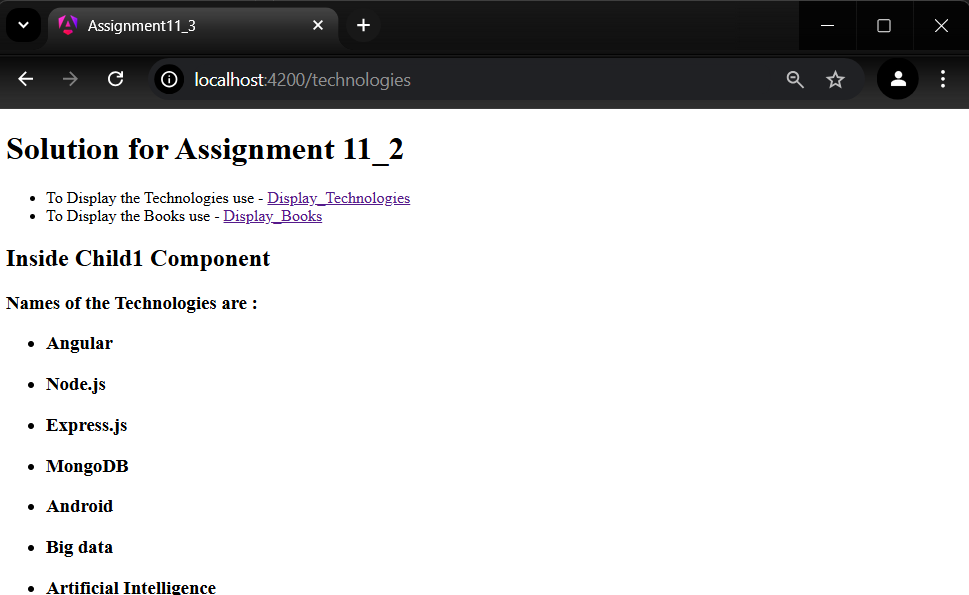 Assignment11_3
localhost:4200/technologies
Solution for Assignment 11_2
To Display the Technologies use - Display_Technologies
To Display the Books use - Display_Books
Inside Child1 Component
Names of the Technologies are :
Angular
Node.js
Express.js
MongoDB
Android
Big data
Artificial Intelligence